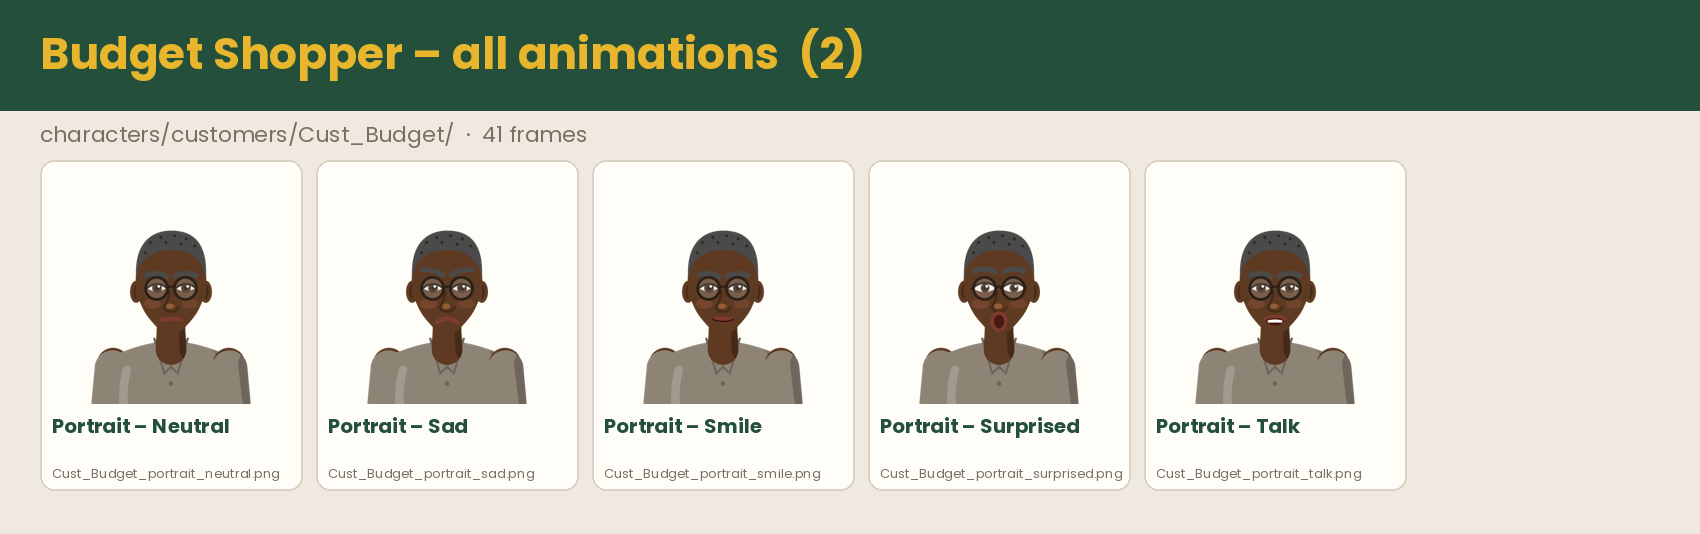 Budget Shopper – all animations (2)
characters/customers/Cust_Budget/ · 41 frames
Portrait – Neutral
Cust_Budget_portrait_neutral.png
Portrait – Sad
Cust_Budget_portrait_sad.png
Portrait – Smile
Cust_Budget_portrait_smile.png
Portrait – Surprised
Cust_Budget_portrait_surprised.png
Portrait – Talk
Cust_Budget_portrait_talk.png